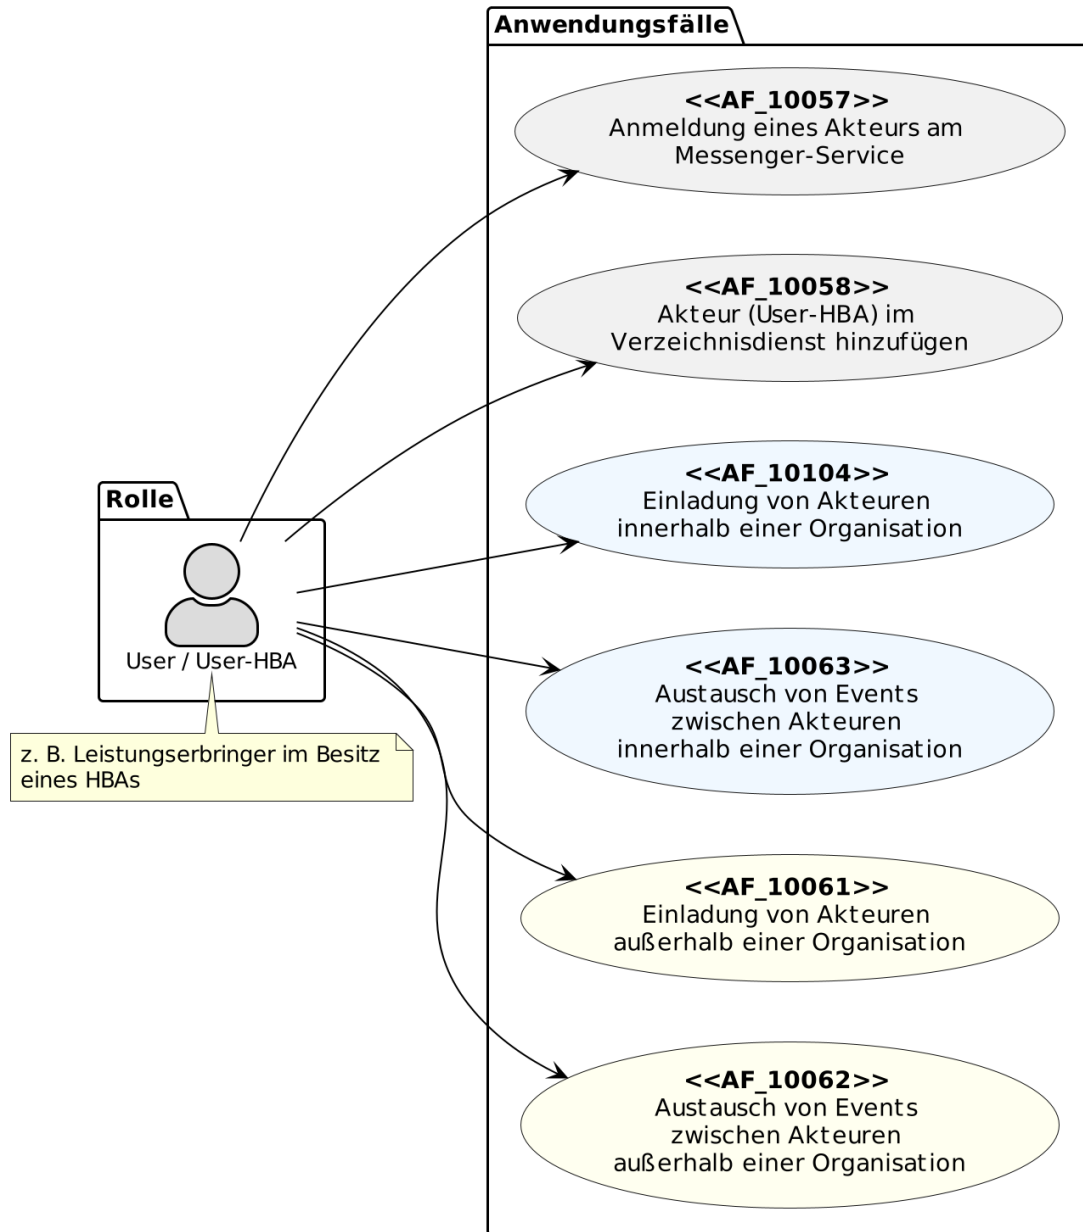 Anwendungsfälle
<<AF_10057>>
Anmeldung eines Akteurs am
Messenger-Service
<<AF_10058>>
Akteur (User-HBA) im
Verzeichnisdienst hinzufügen
<<AF_10104>>
Einladung von Akteuren
innerhalb einer Organisation
Rolle
User / User-HBA
<<AF_10063>>
Austausch von Events
zwischen Akteuren
innerhalb einer Organisation
z. B. Leistungserbringer im Besitz
eines HBAs
<<AF_10061>>
Einladung von Akteuren
außerhalb einer Organisation
<<AF_10062>>
Austausch von Events
zwischen Akteuren
außerhalb einer Organisation